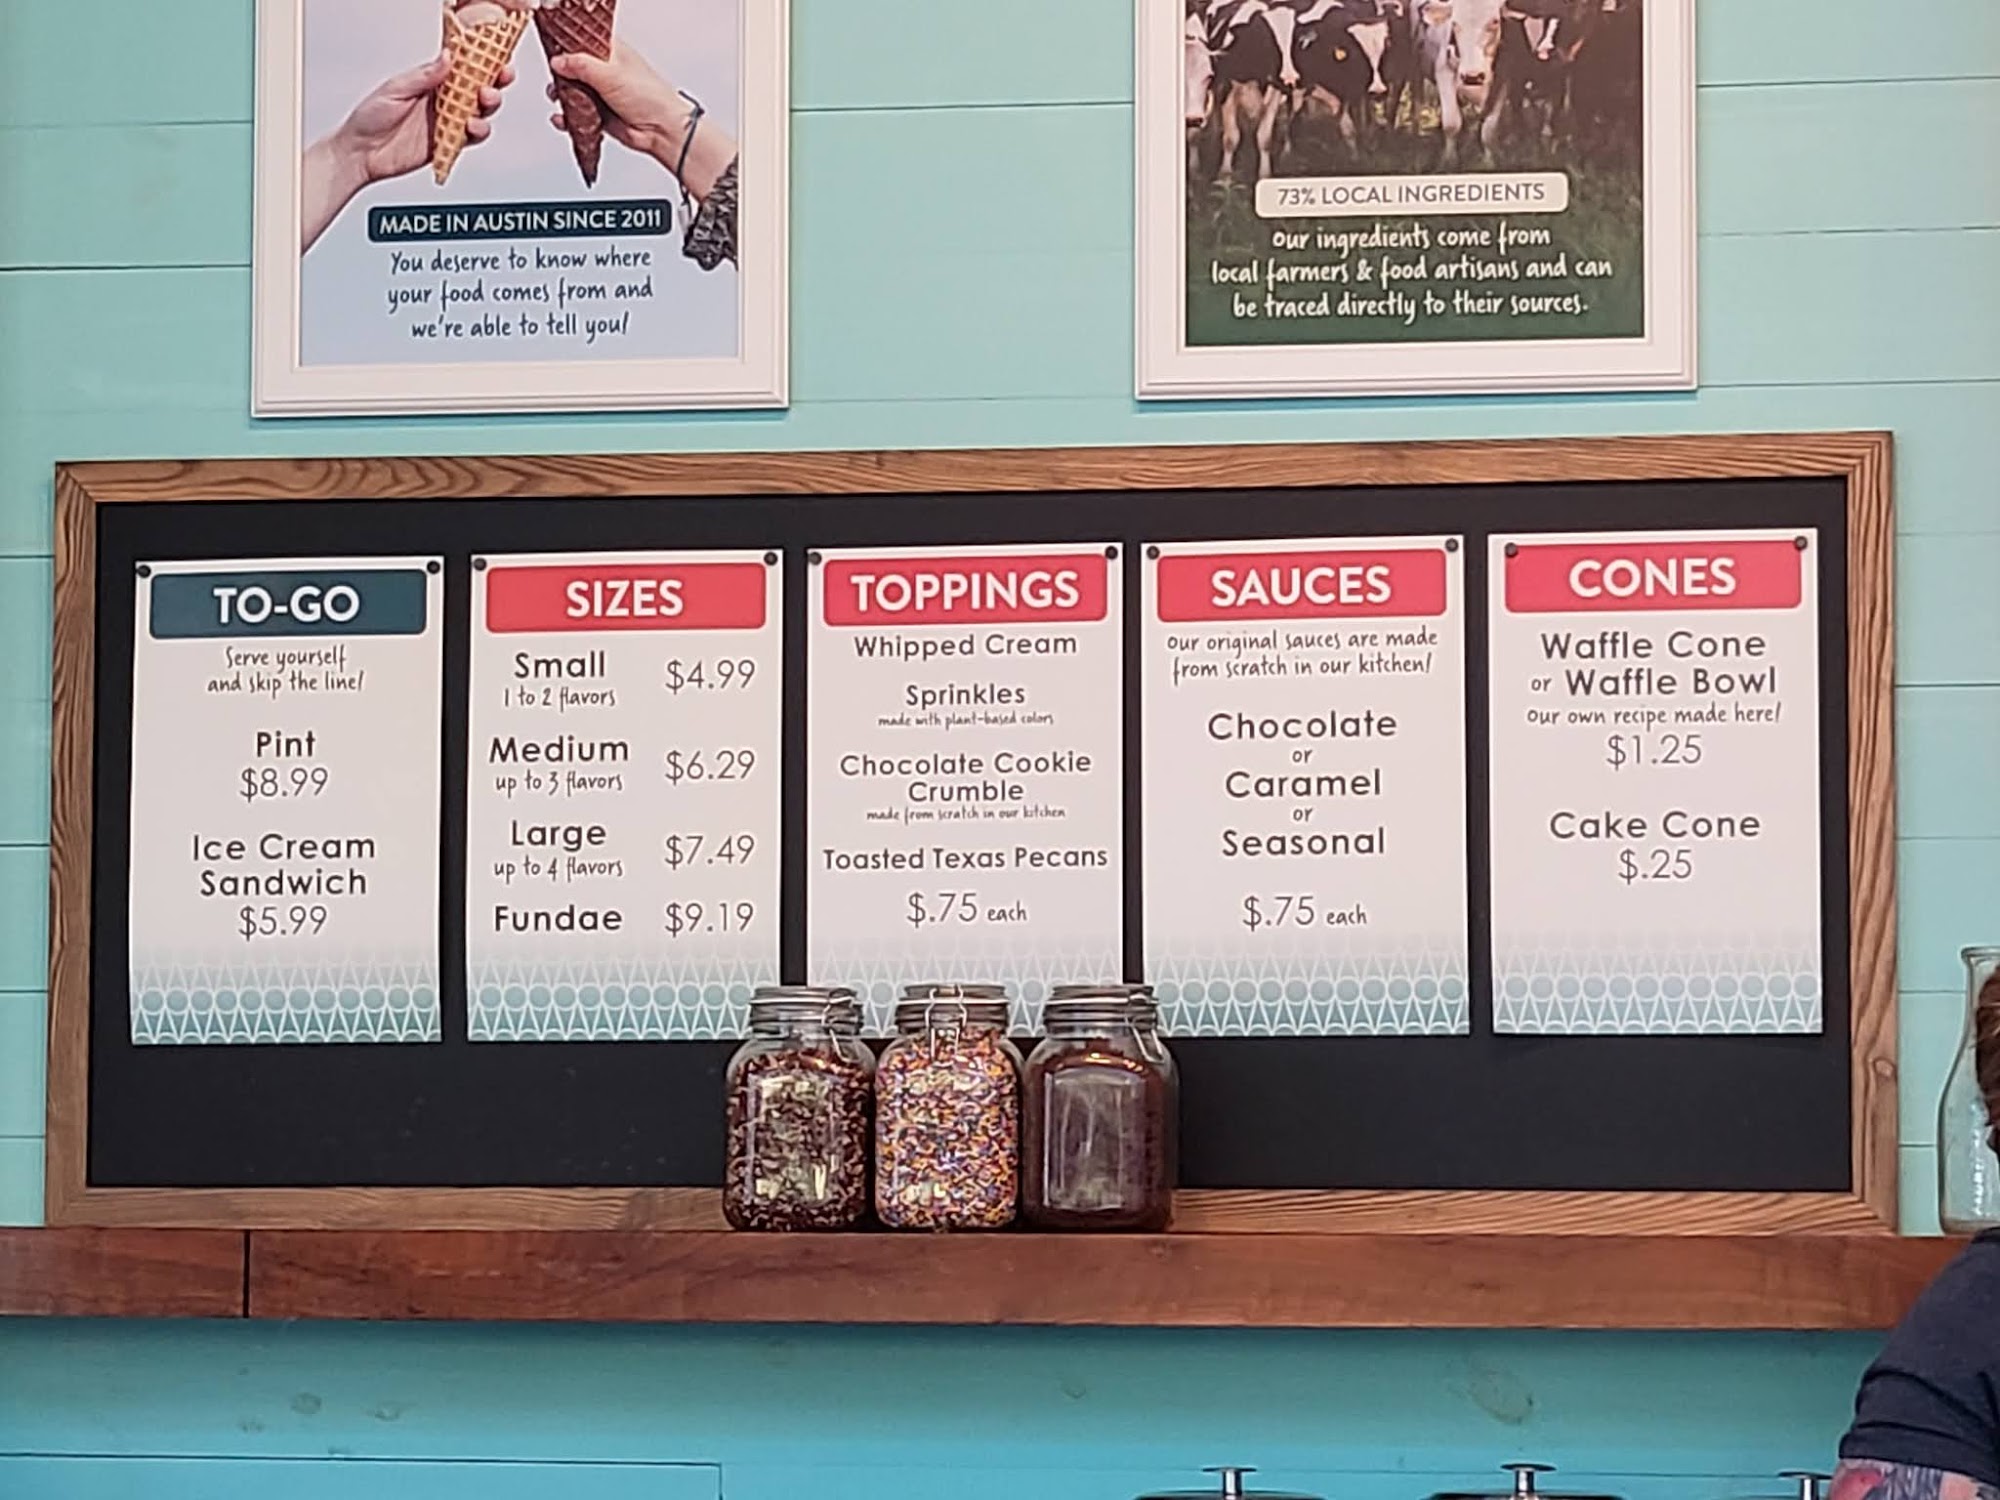 MADE IN AUSTIN SINCE 2011
You deserve to know where
your food comes from and
we're able to tell you!
73% LOCAL INGREDIENTS
Our ingredients come from
local farmers & food artisans and can
be traced directly to their sources.
TO-GO
Serve yourself
and skip the line!
Pint
$8.99
Ice Cream
Sandwich
$5.99
SIZES
Small $4.99
1 to 2 flavors
Medium $6.29
up to 3 flavors
Large $7.49
up to 4 flavors
Fundae $9.19
TOPPINGS
Whipped Cream
Sprinkles
made with plant-based colors
Chocolate Cookie
Crumble
made from scratch in our kitchen
Toasted Texas Pecans
$.75 each
SAUCES
Our original sauces are made
from scratch in our kitchen!
Chocolate
or
Caramel
or
Seasonal
$.75 each
CONES
Waffle Cone
or Waffle Bowl
Our own recipe made here!
$1.25
Cake Cone
$.25